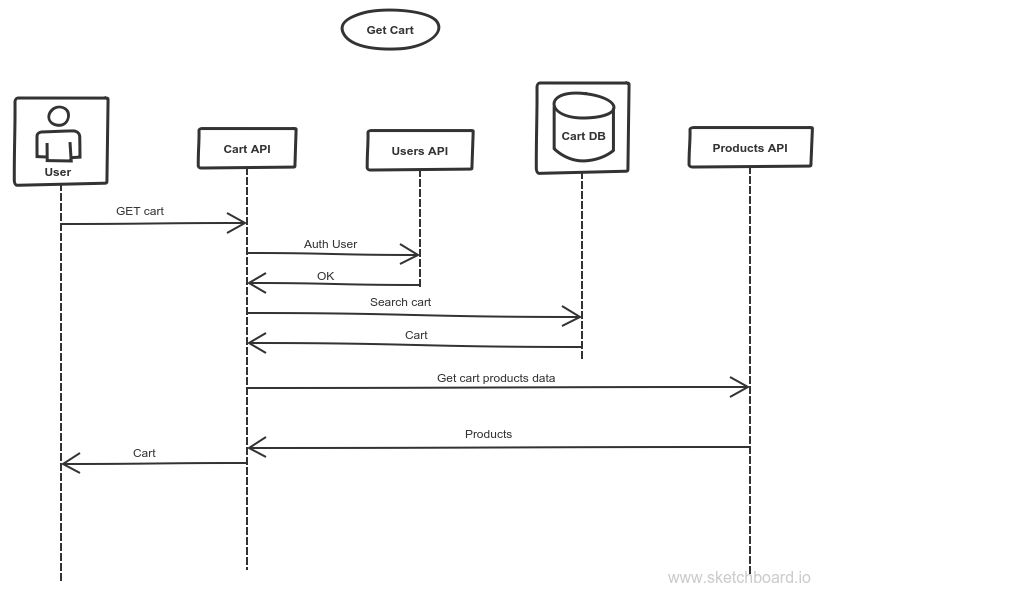 Get Cart
User
Cart API
Users API
Cart DB
Products API
GET cart
Auth User
OK
Search cart
Cart
Get cart products data
Products
Cart
www.sketchboard.io